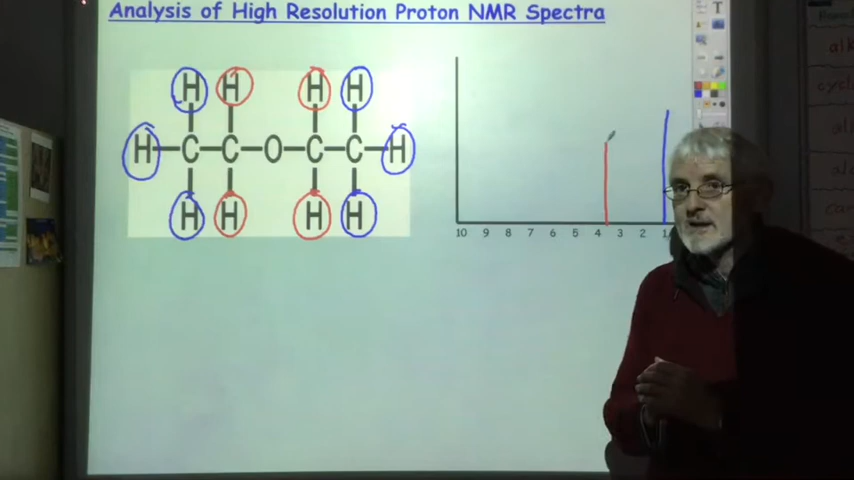 Analysis of High Resolution Proton NMR Spectra
H H H H
H C C O C C H
H H H H
10 9 8 7 6 5 4 3 2 1
T